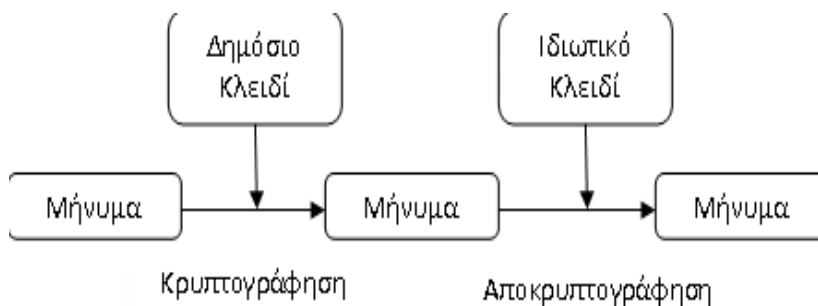 Δημόσιο
Κλειδί
Ιδιωτικό
Κλειδί
Μήνυμα
Μήνυμα
Μήνυμα
Κρυπτογράφηση
Αποκρυπτογράφηση